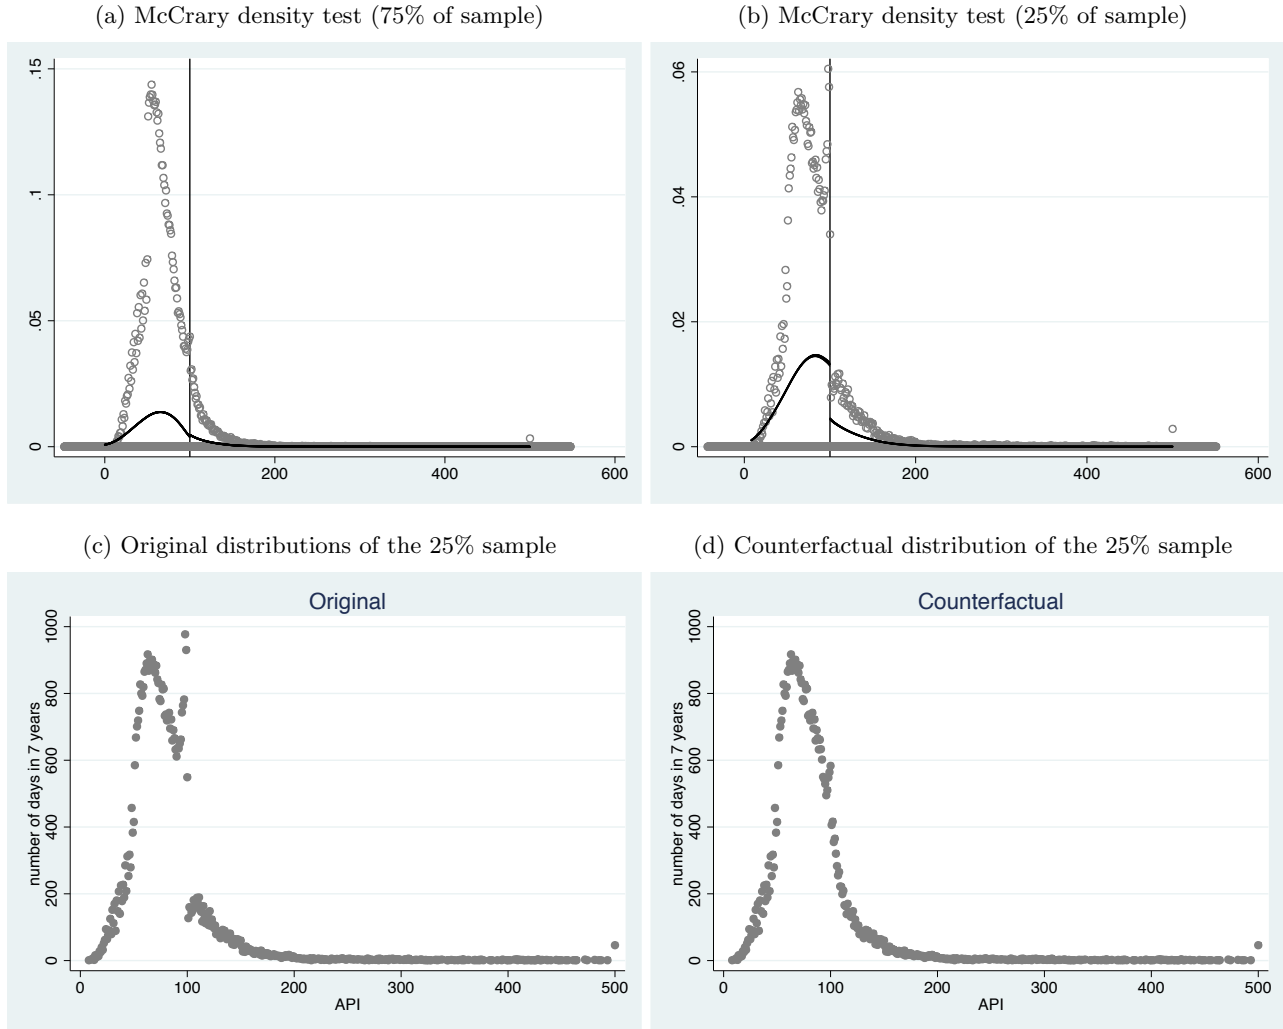 (a) McCrary density test (75% of sample)
.15
.1
.05
0
0 200 400 600
(b) McCrary density test (25% of sample)
.06
.04
.02
0
0 200 400 600
(c) Original distributions of the 25% sample
Original
number of days in 7 years
1000
800
600
400
200
0
0 100 200 300 400 500
API
(d) Counterfactual distribution of the 25% sample
Counterfactual
number of days in 7 years
1000
800
600
400
200
0
0 100 200 300 400 500
API